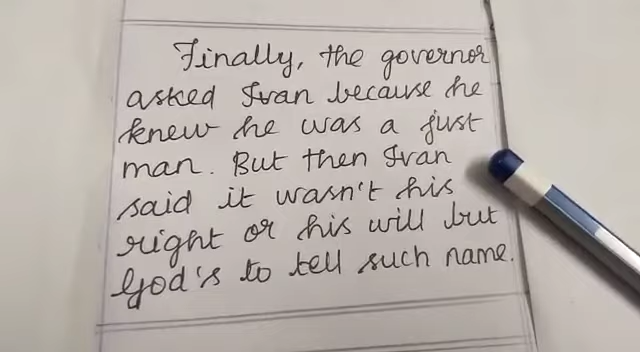 Finally, the governor
asked Ivan because he
knew he was a just
man. But then Ivan
said it wasn't his
right or his will but
God's to tell such name.